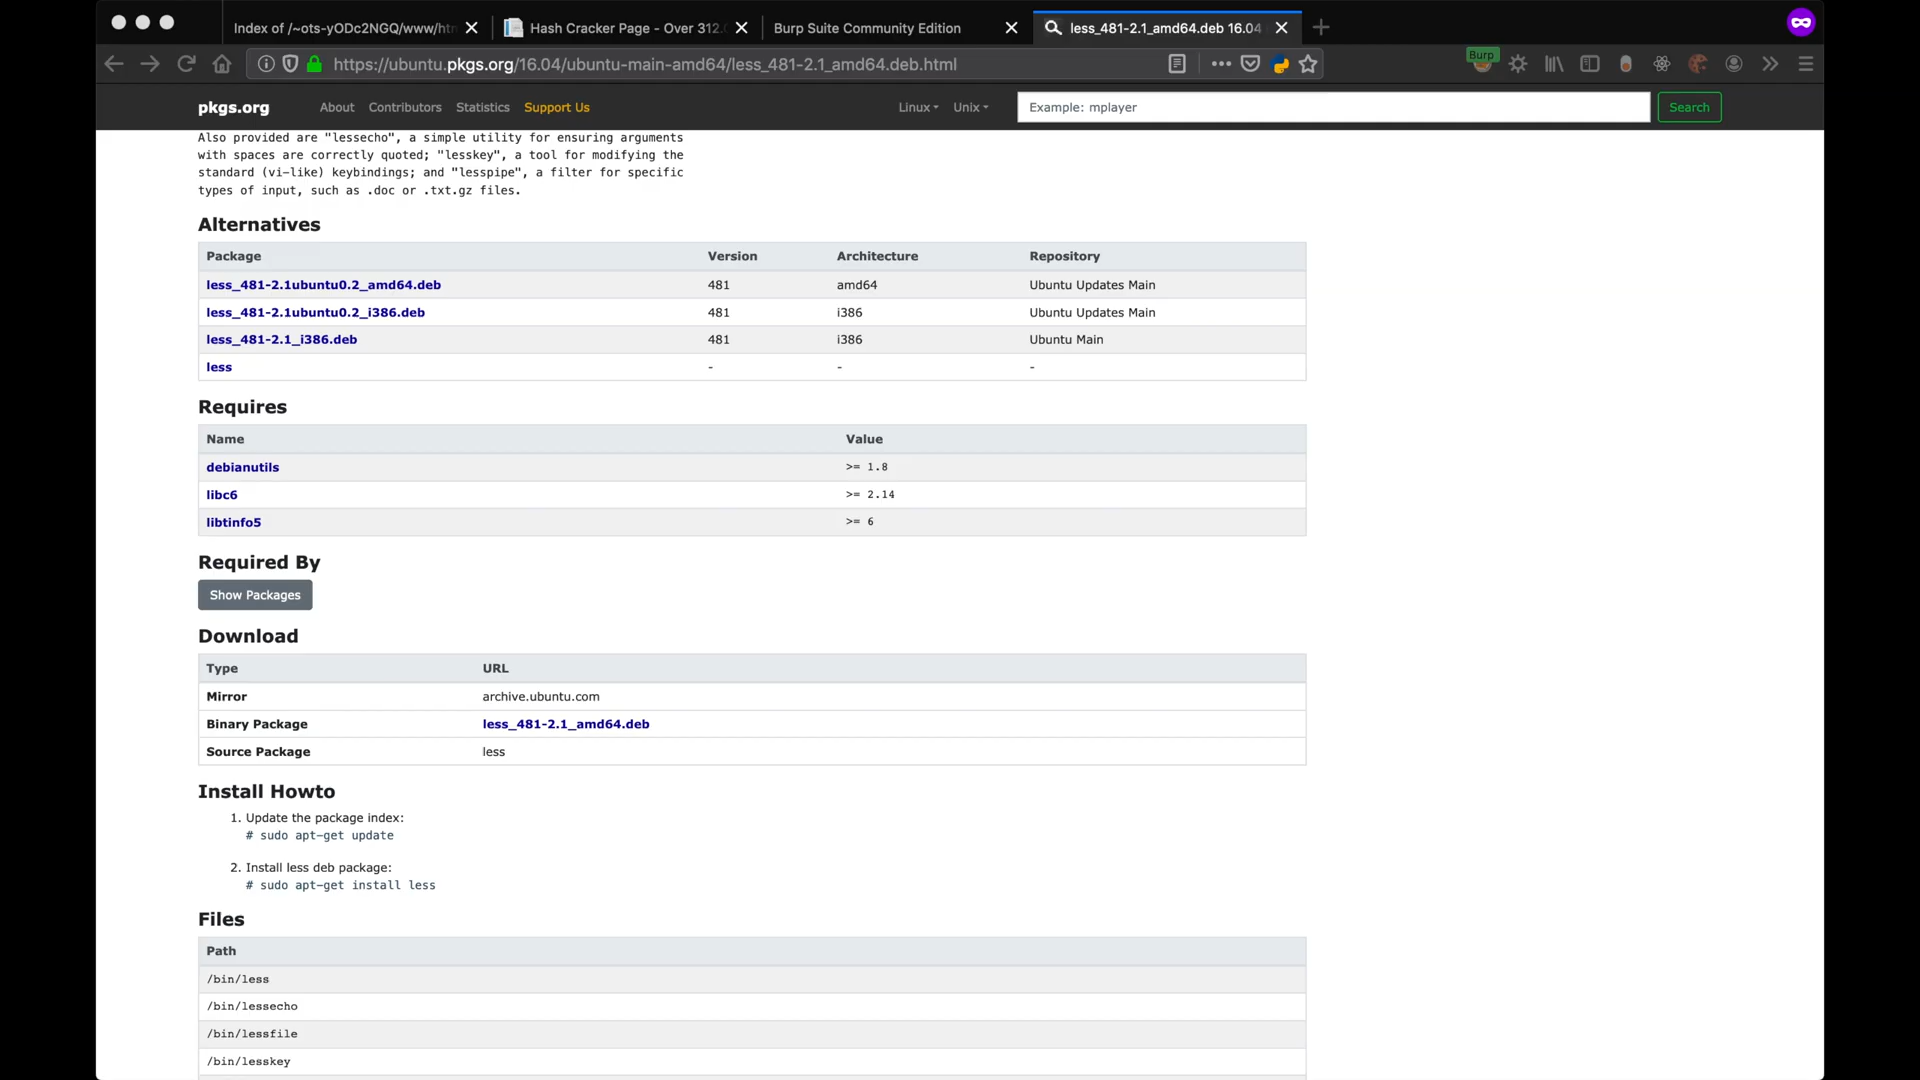 Index of /~ots-yODc2NGQ/www/htm
Hash Cracker Page - Over 312.
Burp Suite Community Edition
less_481-2.1_amd64.deb 16.04
https://ubuntu.pkgs.org/16.04/ubuntu-main-amd64/less_481-2.1_amd64.deb.html
Burp
pkgs.org
About
Contributors
Statistics
Support Us
Linux
Unix
Example: mplayer
Search
Also provided are "lessecho", a simple utility for ensuring arguments
with spaces are correctly quoted; "lesskey", a tool for modifying the
standard (vi-like) keybindings; and "lesspipe", a filter for specific
types of input, such as .doc or .txt.gz files.
Alternatives
Package Version Architecture Repository
less_481-2.1ubuntu0.2_amd64.deb 481 amd64 Ubuntu Updates Main
less_481-2.1ubuntu0.2_i386.deb 481 i386 Ubuntu Updates Main
less_481-2.1_i386.deb 481 i386 Ubuntu Main
less - - -
Requires
Name Value
debianutils >= 1.8
libc6 >= 2.14
libtinfo5 >= 6
Required By
Show Packages
Download
Type URL
Mirror archive.ubuntu.com
Binary Package less_481-2.1_amd64.deb
Source Package less
Install Howto
1. Update the package index:
# sudo apt-get update
2. Install less deb package:
# sudo apt-get install less
Files
Path
/bin/less
/bin/lessecho
/bin/lessfile
/bin/lesskey